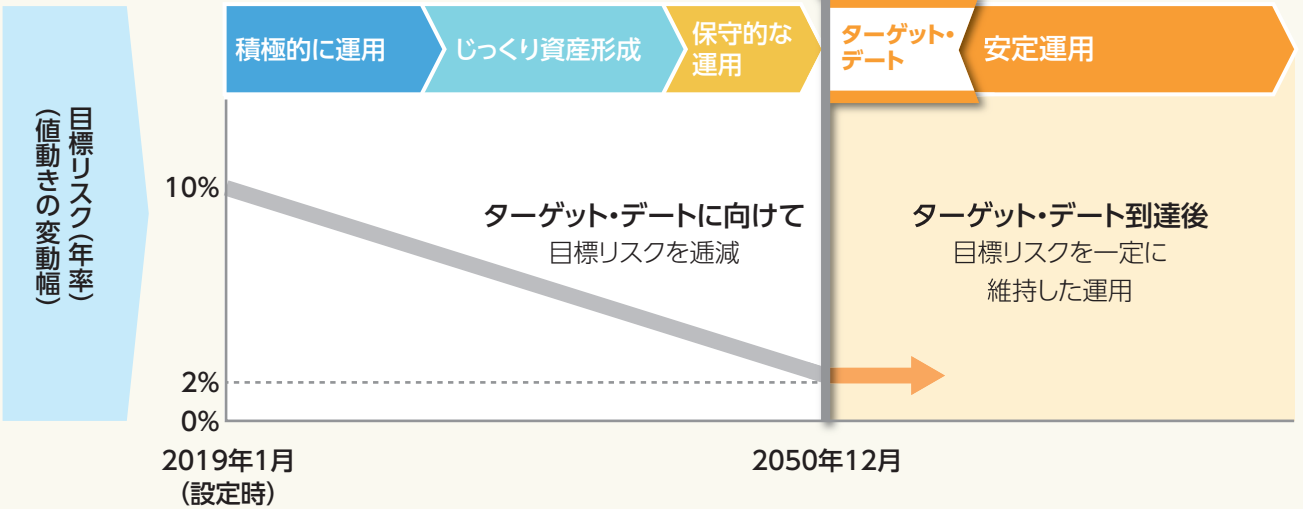 積極的に運用
じっくり資産形成
保守的な
運用
ターゲット・
デート
安定運用
目標リスク（年率）
（値動きの変動幅）
10%
2%
0%
ターゲット・デートに向けて
目標リスクを逓減
ターゲット・デート到達後
目標リスクを一定に
維持した運用
2019年1月
（設定時）
2050年12月